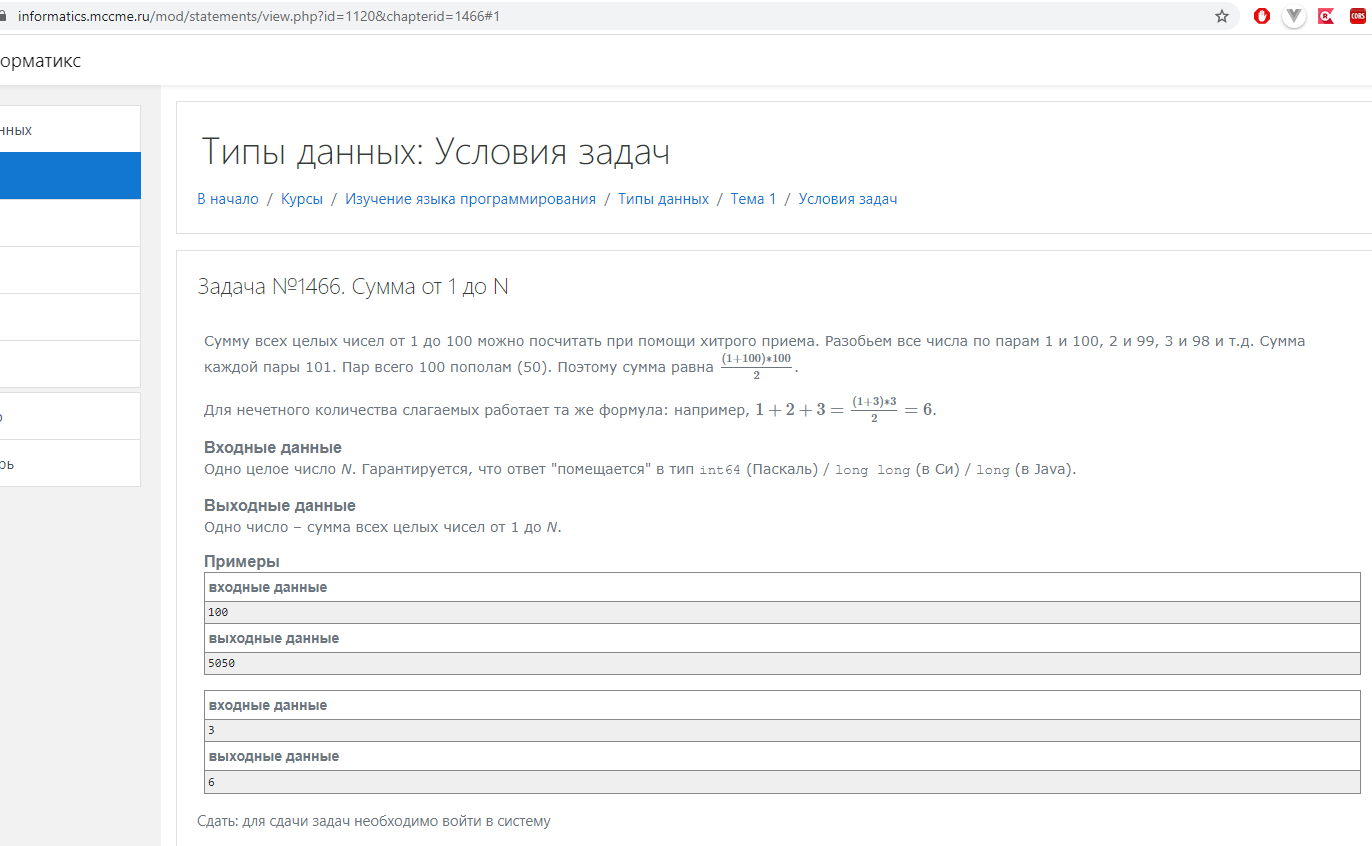 informatics.mccme.ru/mod/statements/view.php?id=1120&chapterid=1466#1
CORS
орматикс
нных
Типы данных: Условия задач
В начало / Курсы / Изучение языка программирования / Типы данных / Тема 1 / Условия задач
Задача №1466. Сумма от 1 до N
Сумму всех целых чисел от 1 до 100 можно посчитать при помощи хитрого приема. Разобьем все числа по парам 1 и 100, 2 и 99, 3 и 98 и т.д. Сумма
каждой пары 101. Пар всего 100 пополам (50). Поэтому сумма равна (1+100)*100/2.
Для нечетного количества слагаемых работает та же формула: например, 1 + 2 + 3 = (1+3)*3/2 = 6.
Входные данные
Одно целое число N. Гарантируется, что ответ "помещается" в тип int64 (Паскаль) / long long (в Си) / long (в Java).
Выходные данные
Одно число – сумма всех целых чисел от 1 до N.
Примеры
входные данные
100
выходные данные
5050
входные данные
3
выходные данные
6
Сдать: для сдачи задач необходимо войти в систему
рь